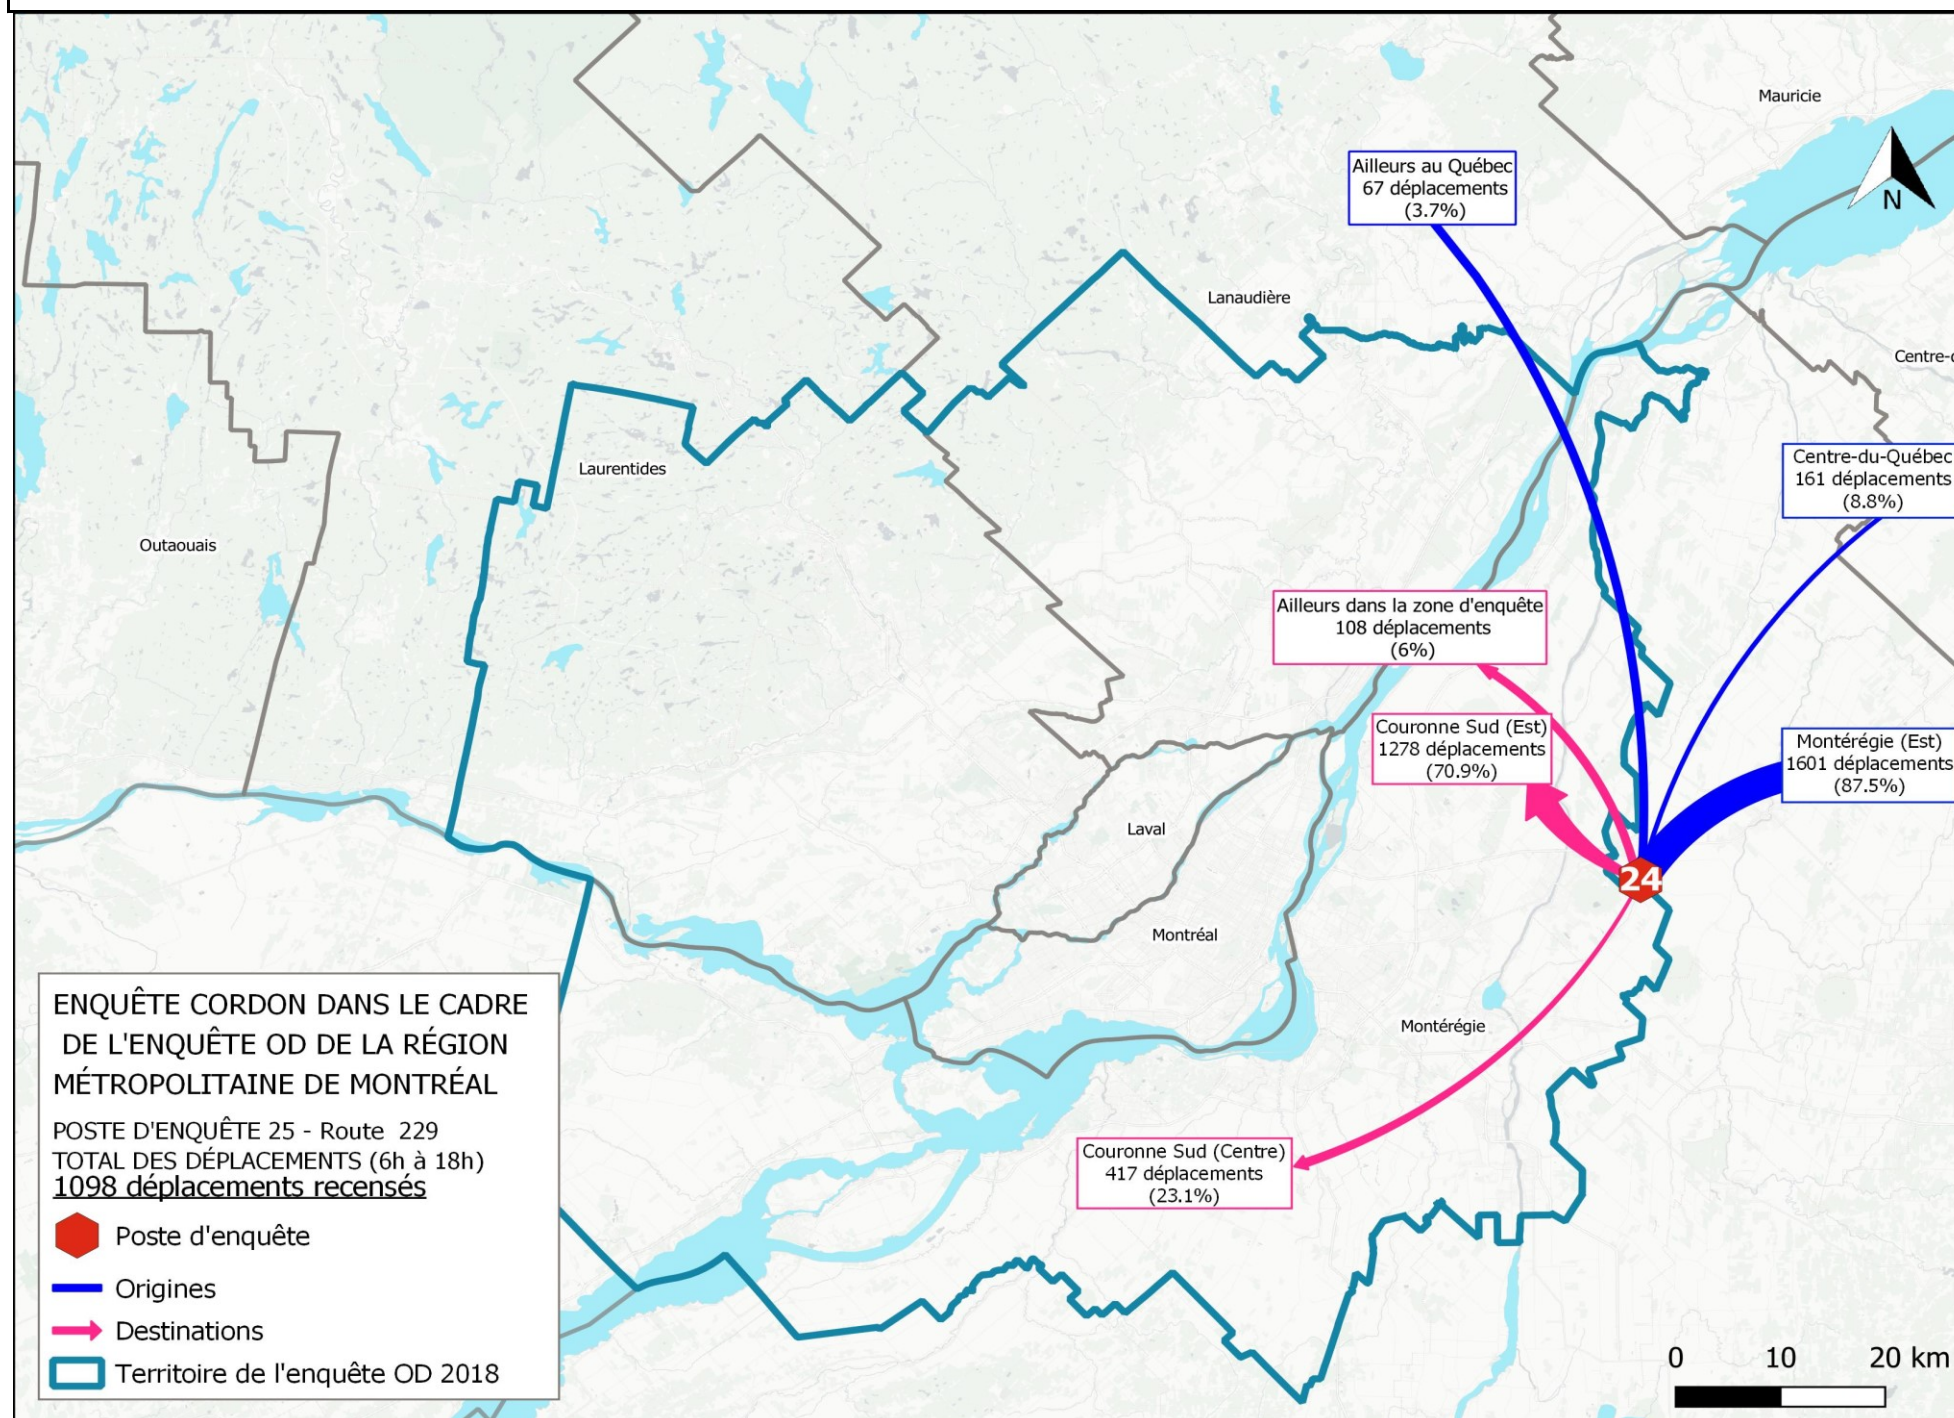 Mauricie
Ailleurs au Québec
67 déplacements
(3.7%)
N
Lanaudière
Centre-d
Centre-du-Québec
161 déplacements
(8.8%)
Laurentides
Outaouais
Ailleurs dans la zone d'enquête
108 déplacements
(6%)
Couronne Sud (Est)
1278 déplacements
(70.9%)
Montérégie (Est)
1601 déplacements
(87.5%)
Laval
24
Montréal
Montérégie
Couronne Sud (Centre)
417 déplacements
(23.1%)
ENQUÊTE CORDON DANS LE CADRE
DE L'ENQUÊTE OD DE LA RÉGION
MÉTROPOLITAINE DE MONTRÉAL
POSTE D'ENQUÊTE 25 - Route 229
TOTAL DES DÉPLACEMENTS (6h à 18h)
1098 déplacements recensés
Poste d'enquête
Origines
Destinations
Territoire de l'enquête OD 2018
0 10 20 km